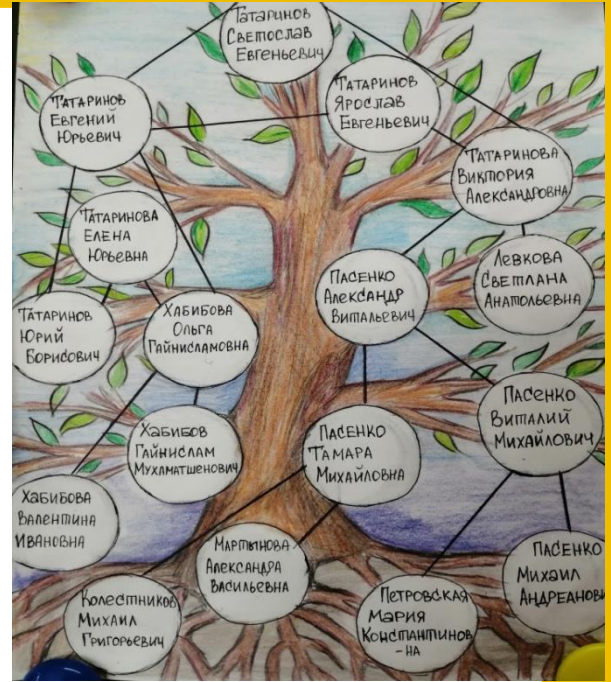 Татаринов
Светослав
Евгеньевич
Татаринов
Евгений
Юрьевич
Татаринов
Ярослав
Евгеньевич
Татаринова
Виктория
Александровна
Татаринова
Елена
Юрьевна
Пасенко
Александр
Витальевич
Левкова
Светлана
Анатольевна
Татаринов
Юрий
Борисович
Хабибова
Ольга
Гайнисламовна
Пасенко
Виталий
Михайлович
Хабибов
Гайнислам
Мухаматшенович
Пасенко
Тамара
Михайловна
Хабибова
Валентина
Ивановна
Мартынова
Александра
Васильевна
Пасенко
Михаил
Андреанови
Колестников
Михаил
Григорьевич
Петровская
Мария
Константинов
-на